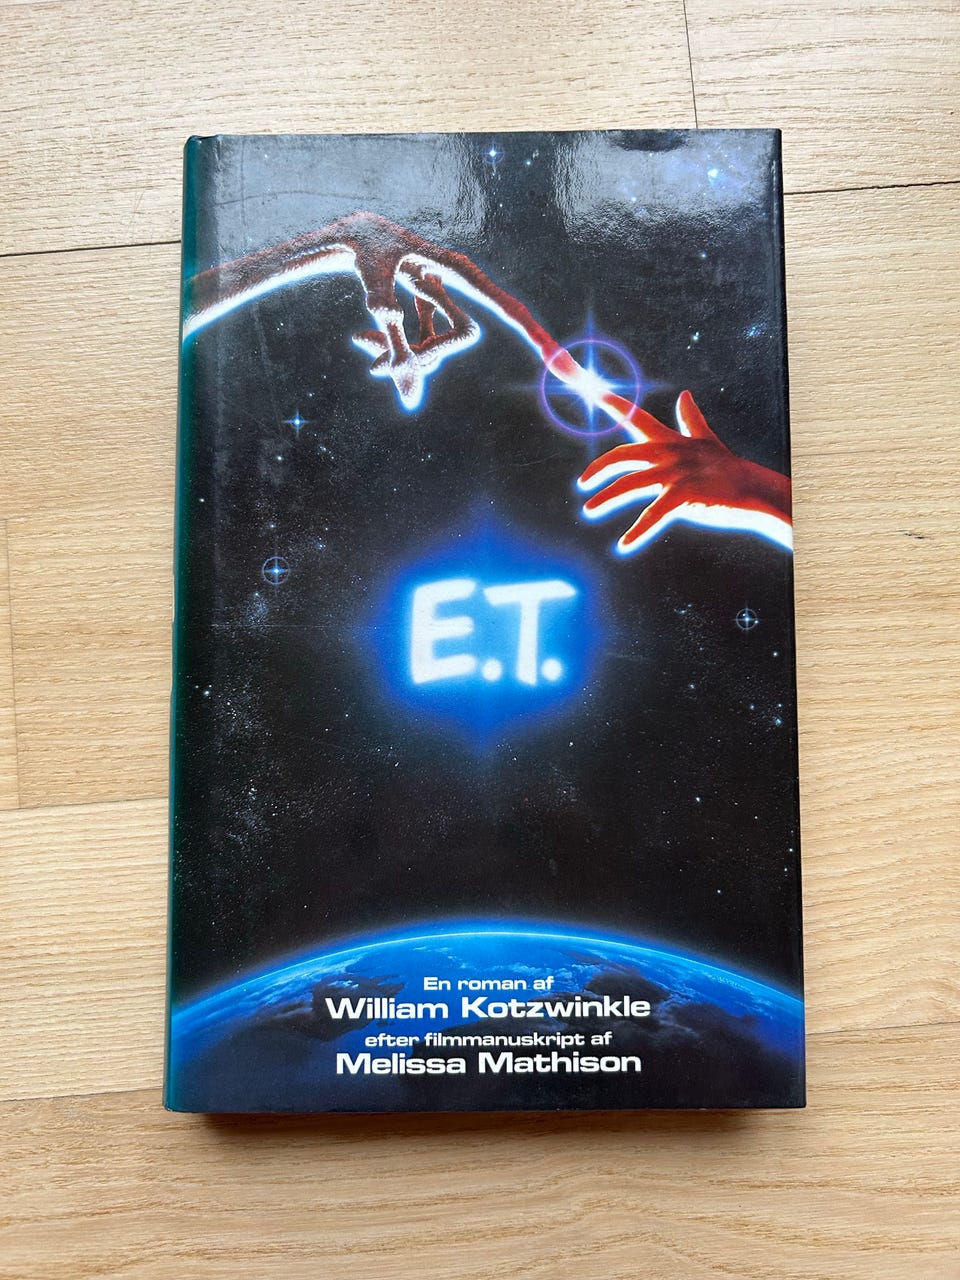 E.T.
En roman af
William Kotzwinkle
efter filmmanuskript af
Melissa Mathison